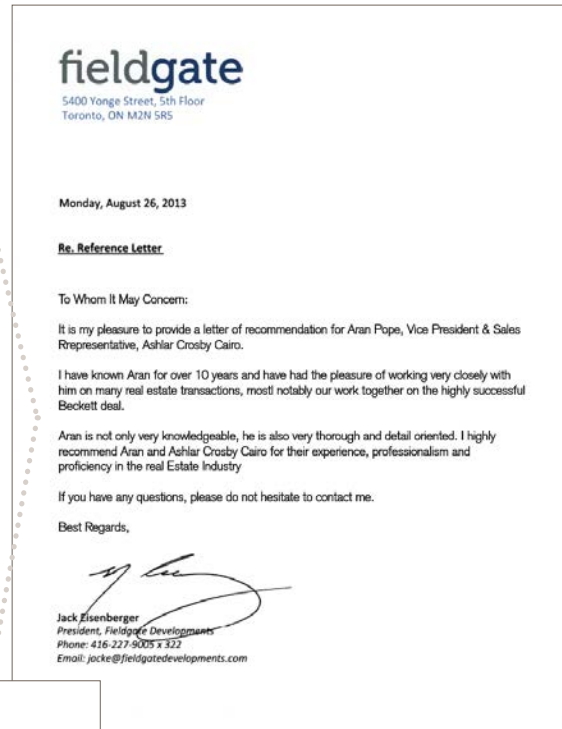 fieldgate
5400 Yonge Street, 5th Floor
Toronto, ON M2N 5R5
Monday, August 26, 2013
Re. Reference Letter
To Whom It May Concern:
It is my pleasure to provide a letter of recommendation for Aran Pope, Vice President & Sales
Rrepresentative, Ashlar Crosby Cairo.
I have known Aran for over 10 years and have had the pleasure of working very closely with
him on many real estate transactions, mostl notably our work together on the highly successful
Beckett deal.
Aran is not only very knowledgeable, he is also very thorough and detail oriented. I highly
recommend Aran and Ashlar Crosby Cairo for their experience, professionalism and
proficiency in the real Estate Industry
If you have any questions, please do not hesitate to contact me.
Best Regards,
Jack Eisenberger
President, Fieldgate Developments
Phone: 416-227-9005 x 322
Email: jacke@fieldgatedevelopments.com